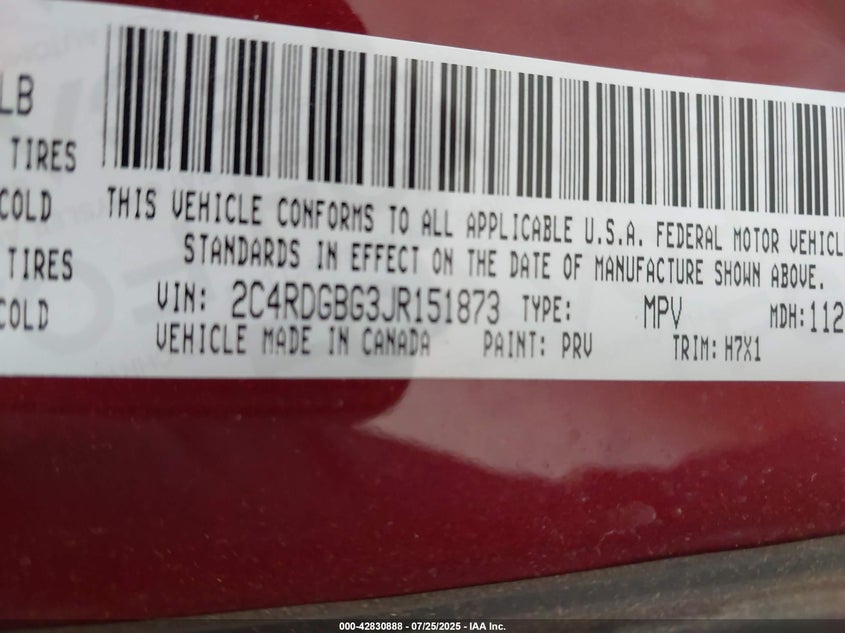 LB
TIRES
COLD
TIRES
COLD
THIS VEHICLE CONFORMS TO ALL APPLICABLE U.S.A. FEDERAL MOTOR VEHICL
STANDARDS IN EFFECT ON THE DATE OF MANUFACTURE SHOWN ABOVE.
VIN: 2C4RDGBG3JR151873 TYPE: MPV MDH: 112
VEHICLE MADE IN CANADA PAINT: PRV TRIM: H7X1
000-42830888 - 07/25/2025 - IAA Inc.